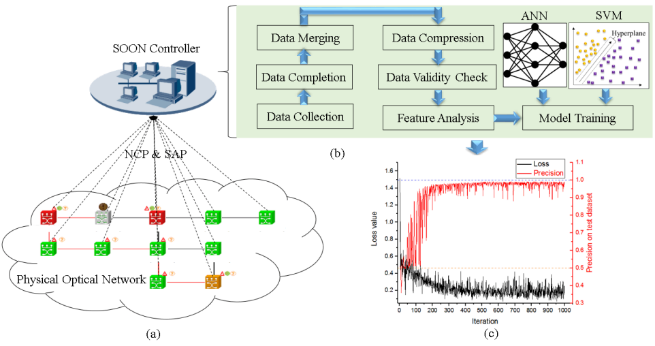 (b)
SOON Controller
Data Merging
Data Compression
ANN
SVM
Hyperplane
Data Completion
Data Validity Check
Data Collection
Feature Analysis
Model Training
NCP & SAP
Physical Optical Network
(a)
(b)
Loss
Precision
Loss value
1.6
1.4
1.2
1.0
0.8
0.6
0.4
0.2
Precision on test dataset
1.1
1.0
0.9
0.8
0.7
0.6
0.5
0.4
0.3
0 100 200 300 400 500 600 700 800 900 1000
Iteration
(c)